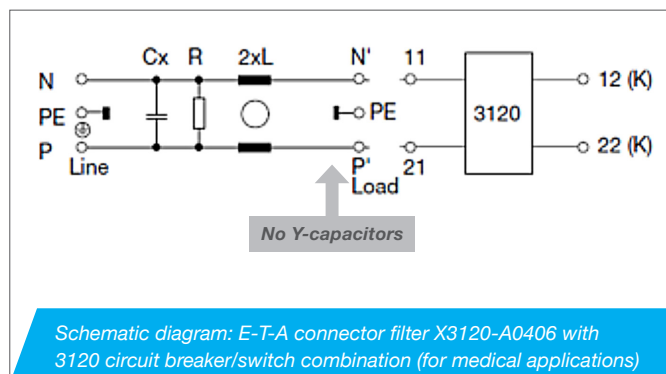 Cx R 2xL N' 11
N 12 (K)
PE PE 3120
P 22 (K)
Line P' 21
Load
No Y-capacitors
Schematic diagram: E-T-A connector filter X3120-A0406 with
3120 circuit breaker/switch combination (for medical applications)